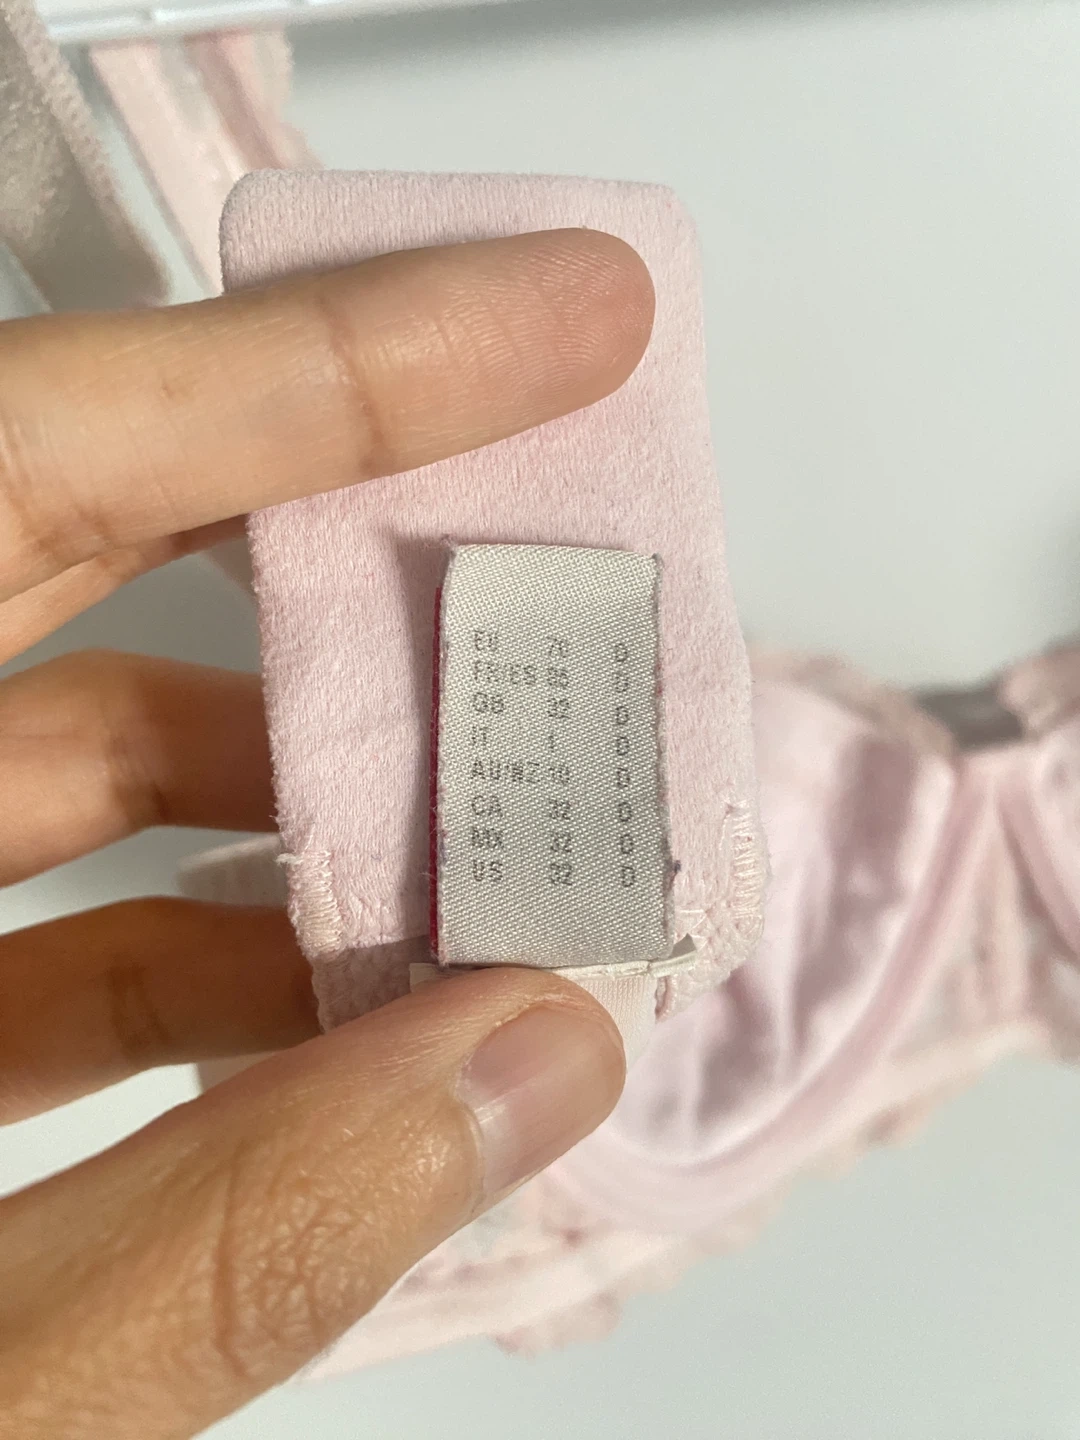 EU 70 D
FR/ES 85 D
GB 32 D
IT 1 D
AU/NZ 10 D
CA 32 D
MX 32 D
US 32 D